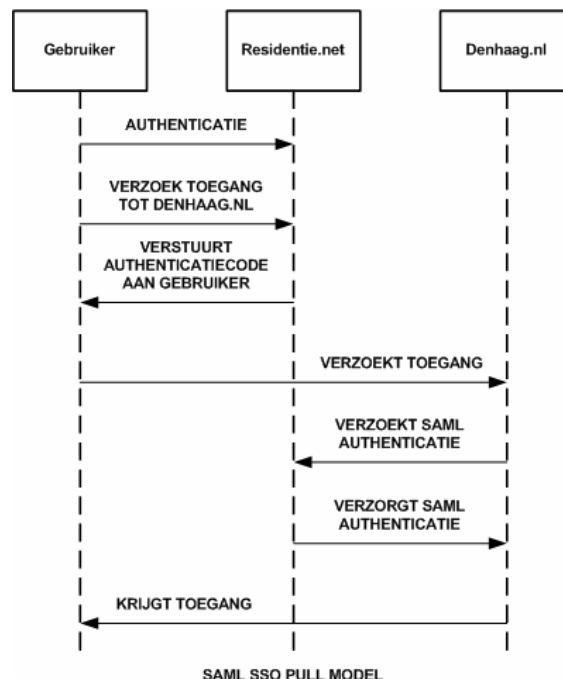 Gebruiker
Residentie.net
Denhaag.nl
AUTHENTICATIE
VERZOEK TOEGANG
TOT DENHAAG.NL
VERSTUURT
AUTHENTICATIECODE
AAN GEBRUIKER
VERZOEKT TOEGANG
VERZOEKT SAML
AUTHENTICATIE
VERZORGT SAML
AUTHENTICATIE
KRIJGT TOEGANG
SAML SSO PULL MODEL